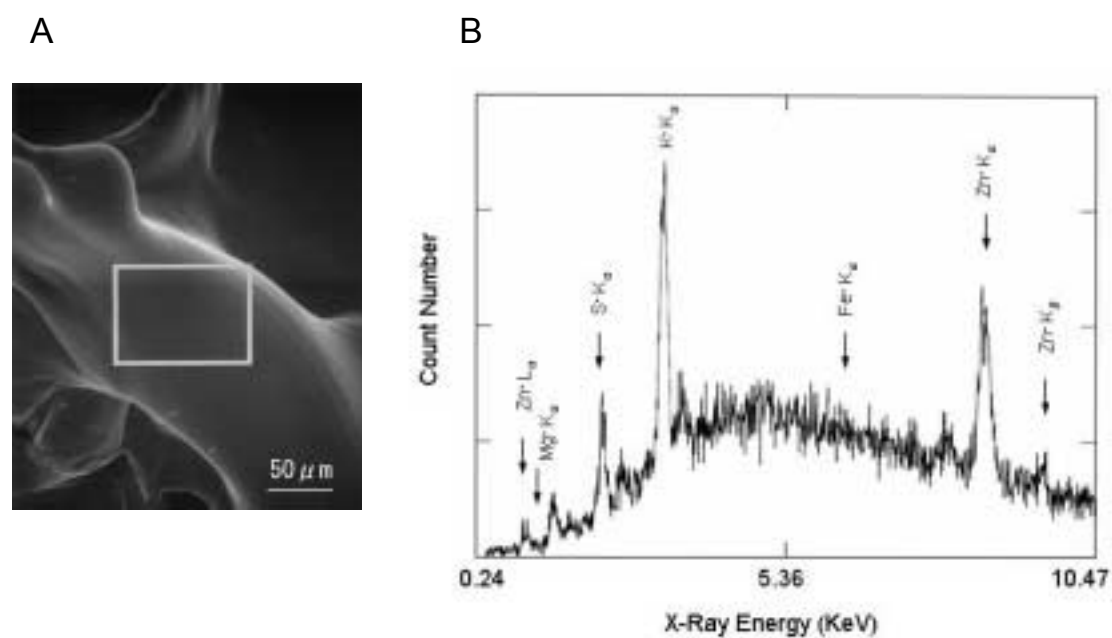 A
B
50 μm
Count Number
Zn- Lα
Mg- Kα
S- Kα
K- Kα
Fe- Kα
Zn- Kα
Zn- Kβ
0.24
5.36
10.47
X-Ray Energy (KeV)